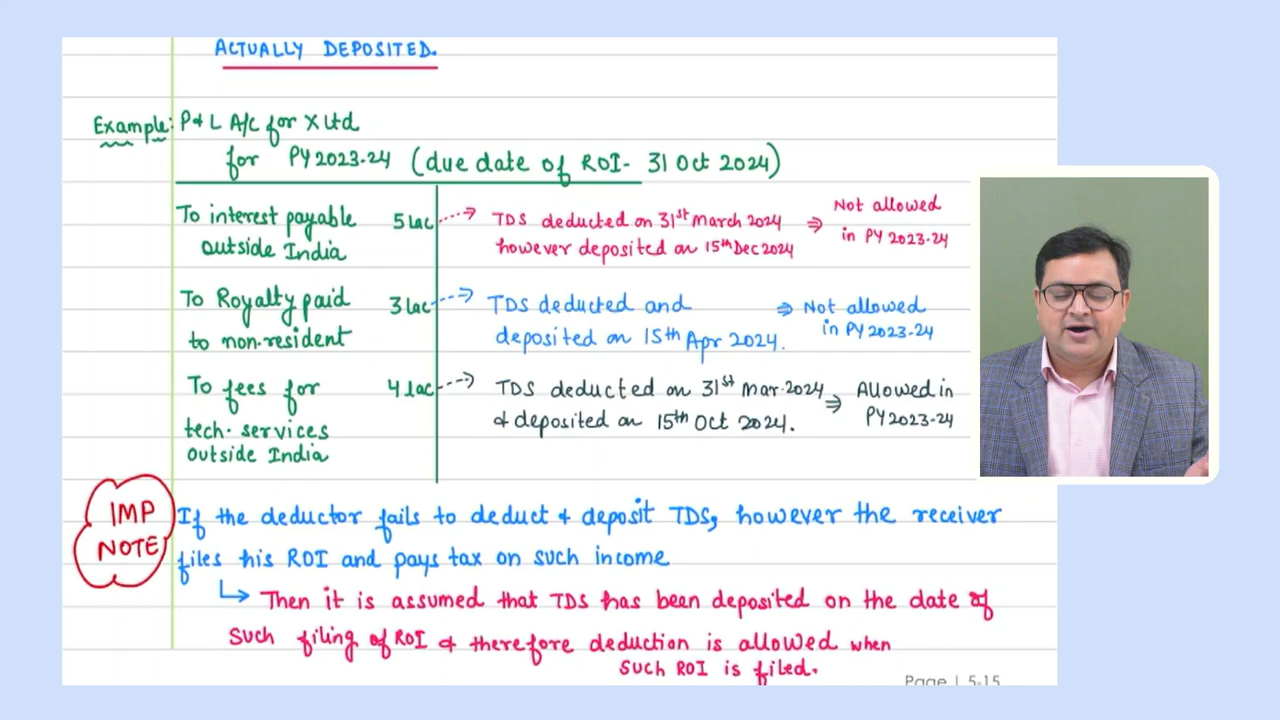 ACTUALLY DEPOSITED.
Example: P & L A/C for X Ltd
for PY 2023-24 (due date of ROI- 31 Oct 2024)
To interest payable 5 lac TDS deducted on 31st March 2024 ⇒ Not allowed
outside India however deposited on 15th Dec 2024 in PY 2023-24
To Royalty paid 3 lac TDS deducted and ⇒ Not allowed
to non-resident deposited on 15th Apr 2024. in PY 2023-24
To fees for 4 lac TDS deducted on 31st Mar. 2024 ⇒ Allowed in
tech. services & deposited on 15th Oct 2024. PY 2023-24
outside India
IMP
NOTE
If the deductor fails to deduct & deposit TDS, however the receiver
files his ROI and pays tax on such income
Then it is assumed that TDS has been deposited on the date of
such filing of ROI & therefore deduction is allowed when
such ROI is filed.
Page | 5-15